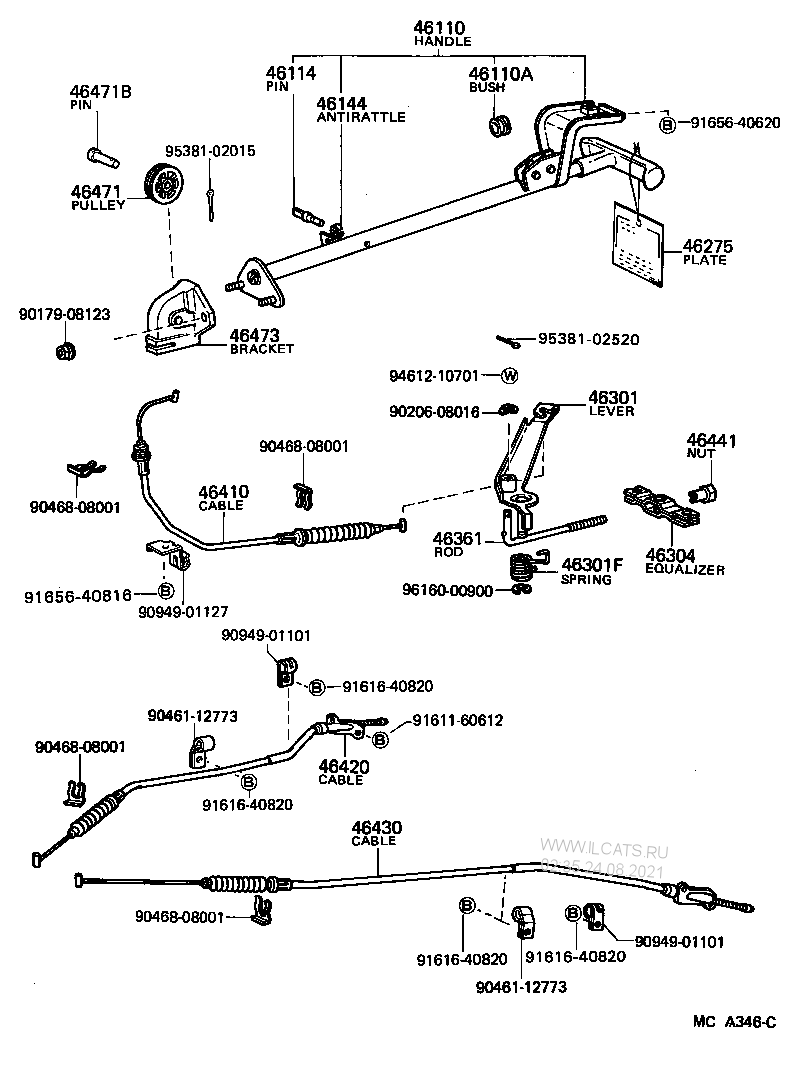 46110
HANDLE
46114
PIN
46110A
BUSH
46471B
PIN
46144
ANTIRATTLE
91656-40620
95381-02015
46471
PULLEY
46275
PLATE
90179-08123
46473
BRACKET
95381-02520
94612-10701
46301
LEVER
90206-08016
46441
NUT
90468-08001
90468-08001
46410
CABLE
46361
ROD
46304
EQUALIZER
46301F
SPRING
91656-40816
96160-00900
90949-01127
90949-01101
91616-40820
90461-12773
91611-60612
90468-08001
46420
CABLE
91616-40820
46430
CABLE
WWW.ILCATS.RU
02:35 24.08.2021
90468-08001
90949-01101
91616-40820
91616-40820
90461-12773
MC A346-C